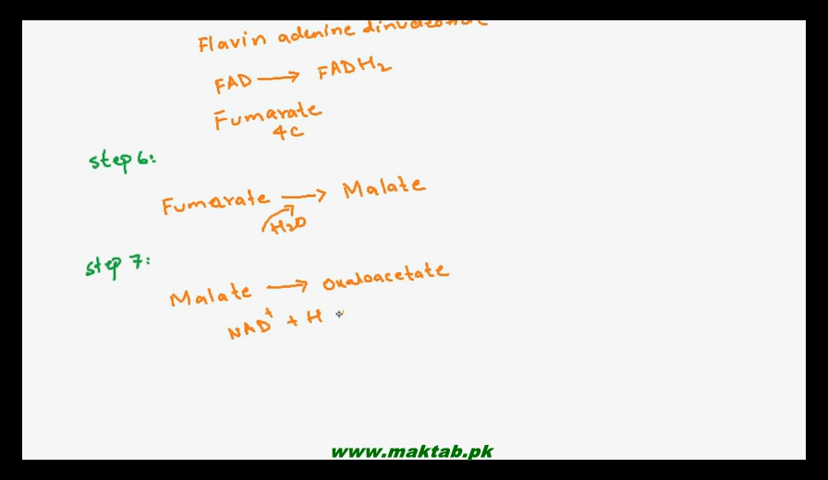 Flavin adenine
FAD → FADH2
Fumarate
4C
step 6:
Fumarate → Malate
H2O
step 7:
Malate → Oxaloacetate
NAD+ + H
www.maktab.pk